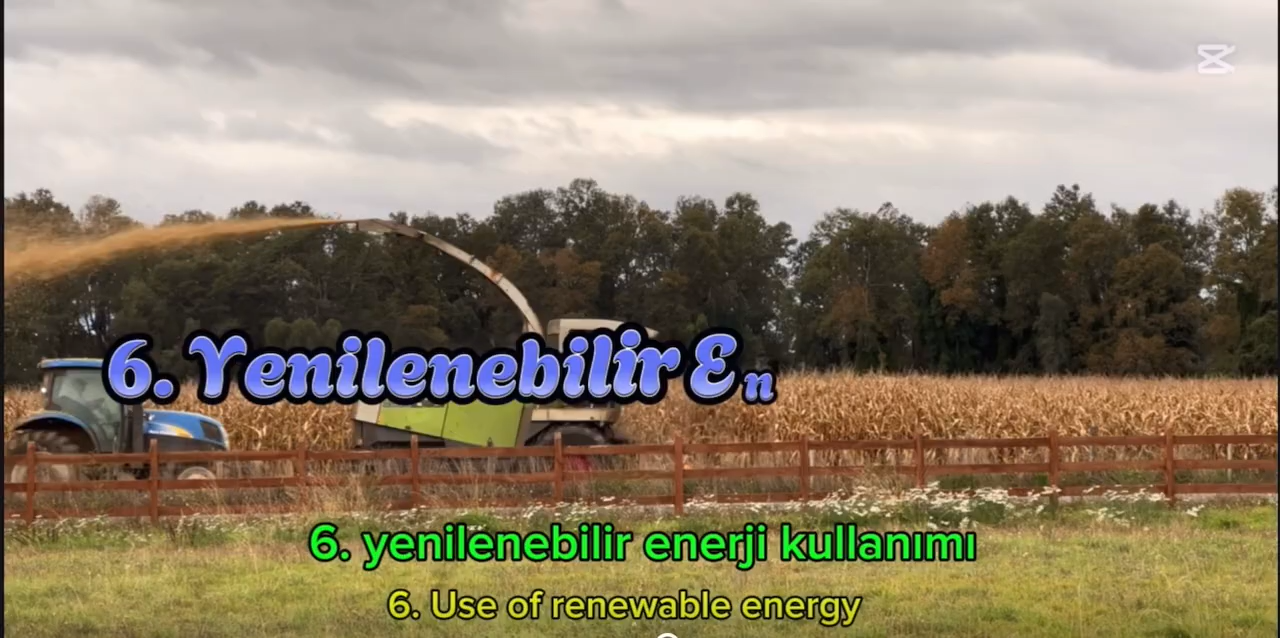 6. Yenilenebilir En
6. yenilenebilir enerji kullanımı
6. Use of renewable energy